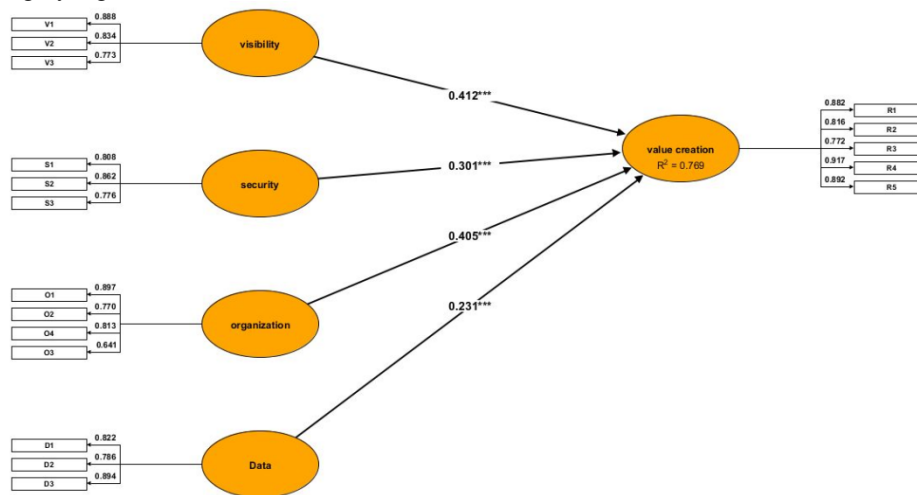 V1
0.888
V2
0.834
V3
0.773
visibility
0.412***
S1
0.808
S2
0.862
S3
0.776
security
0.301***
O1
0.897
O2
0.770
O4
0.813
O3
0.641
organization
0.405***
D1
0.822
D2
0.786
D3
0.894
Data
0.231***
value creation
R² = 0.769
0.882
R1
0.816
R2
0.772
R3
0.917
R4
0.892
R5